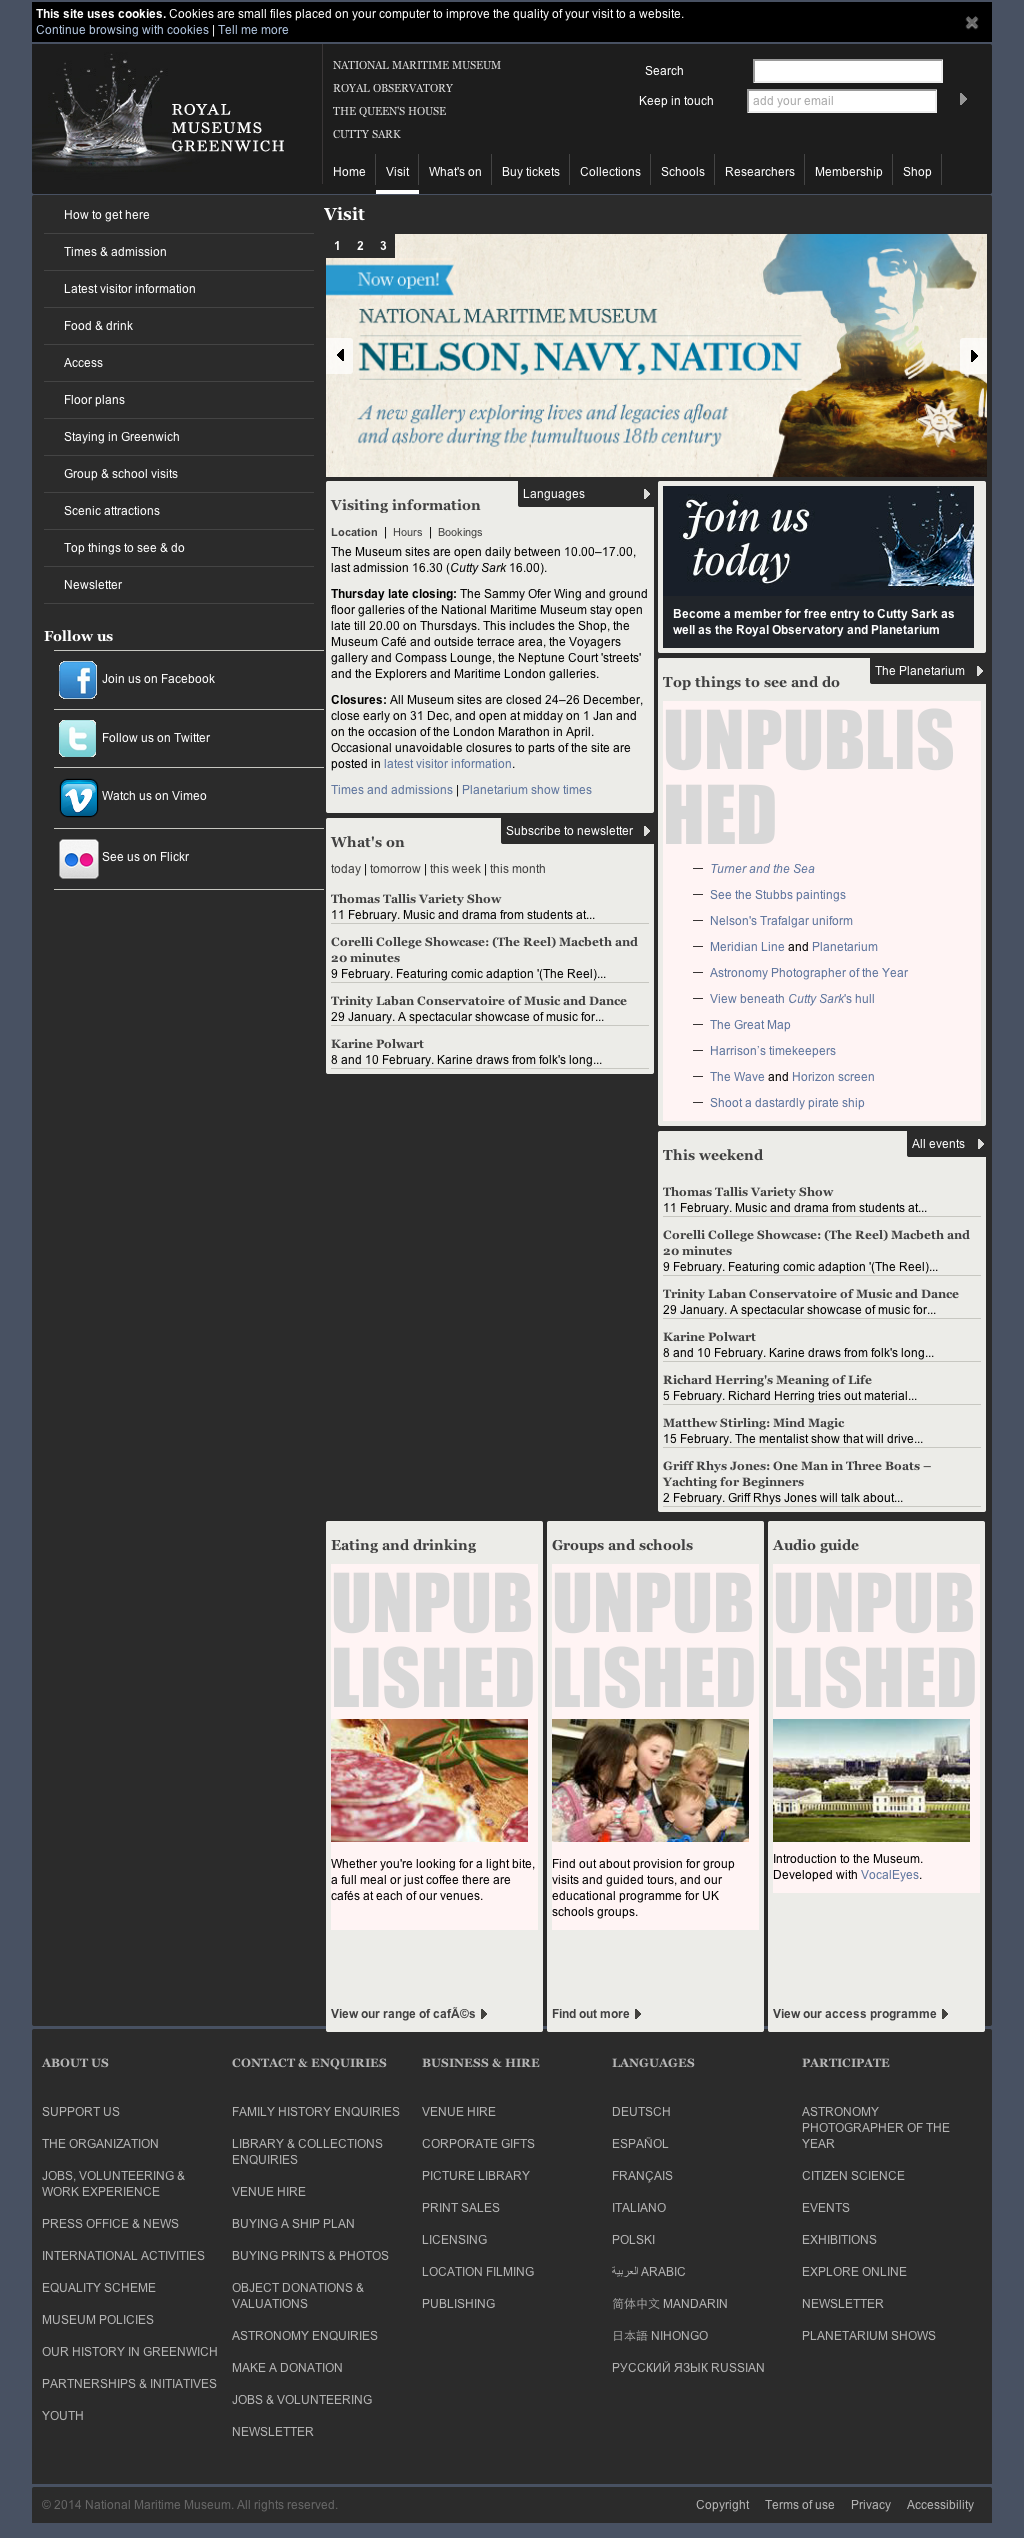 This site uses cookies. Cookies are small files placed on your computer to improve the quality of your visit to a website.
Continue browsing with cookies | Tell me more
ROYAL
MUSEUMS
GREENWICH
NATIONAL MARITIME MUSEUM
ROYAL OBSERVATORY
THE QUEEN'S HOUSE
CUTTY SARK
Search
Keep in touch
add your email
Home
Visit
What's on
Buy tickets
Collections
Schools
Researchers
Membership
Shop
How to get here
Times & admission
Latest visitor information
Food & drink
Access
Floor plans
Staying in Greenwich
Group & school visits
Scenic attractions
Top things to see & do
Newsletter
Follow us
Join us on Facebook
Follow us on Twitter
Watch us on Vimeo
See us on Flickr
Visit
1 2 3
Now open!
NATIONAL MARITIME MUSEUM
NELSON, NAVY, NATION
A new gallery exploring lives and legacies afloat
and ashore during the tumultuous 18th century
Languages
Visiting information
Location | Hours | Bookings
The Museum sites are open daily between 10.00–17.00,
last admission 16.30 (Cutty Sark 16.00).
Thursday late closing: The Sammy Ofer Wing and ground
floor galleries of the National Maritime Museum stay open
late till 20.00 on Thursdays. This includes the Shop, the
Museum Café and outside terrace area, the Voyagers
gallery and Compass Lounge, the Neptune Court 'streets'
and the Explorers and Maritime London galleries.
Closures: All Museum sites are closed 24–26 December,
close early on 31 Dec, and open at midday on 1 Jan and
on the occasion of the London Marathon in April.
Occasional unavoidable closures to parts of the site are
posted in latest visitor information.
Times and admissions | Planetarium show times
Subscribe to newsletter
What's on
today | tomorrow | this week | this month
Thomas Tallis Variety Show
11 February. Music and drama from students at...
Corelli College Showcase: (The Reel) Macbeth and
20 minutes
9 February. Featuring comic adaption '(The Reel)...
Trinity Laban Conservatoire of Music and Dance
29 January. A spectacular showcase of music for...
Karine Polwart
8 and 10 February. Karine draws from folk's long...
Join us
today
Become a member for free entry to Cutty Sark as
well as the Royal Observatory and Planetarium
The Planetarium
Top things to see and do
UNPUBLIS
HED
— Turner and the Sea
— See the Stubbs paintings
— Nelson's Trafalgar uniform
— Meridian Line and Planetarium
— Astronomy Photographer of the Year
— View beneath Cutty Sark's hull
— The Great Map
— Harrison's timekeepers
— The Wave and Horizon screen
— Shoot a dastardly pirate ship
All events
This weekend
Thomas Tallis Variety Show
11 February. Music and drama from students at...
Corelli College Showcase: (The Reel) Macbeth and
20 minutes
9 February. Featuring comic adaption '(The Reel)...
Trinity Laban Conservatoire of Music and Dance
29 January. A spectacular showcase of music for...
Karine Polwart
8 and 10 February. Karine draws from folk's long...
Richard Herring's Meaning of Life
5 February. Richard Herring tries out material...
Matthew Stirling: Mind Magic
15 February. The mentalist show that will drive...
Griff Rhys Jones: One Man in Three Boats –
Yachting for Beginners
2 February. Griff Rhys Jones will talk about...
Eating and drinking
UNPUB
LISHED
Whether you're looking for a light bite,
a full meal or just coffee there are
cafés at each of our venues.
View our range of cafÃ©s
Groups and schools
UNPUB
LISHED
Find out about provision for group
visits and guided tours, and our
educational programme for UK
schools groups.
Find out more
Audio guide
UNPUB
LISHED
Introduction to the Museum.
Developed with VocalEyes.
View our access programme
ABOUT US
SUPPORT US
THE ORGANIZATION
JOBS, VOLUNTEERING &
WORK EXPERIENCE
PRESS OFFICE & NEWS
INTERNATIONAL ACTIVITIES
EQUALITY SCHEME
MUSEUM POLICIES
OUR HISTORY IN GREENWICH
PARTNERSHIPS & INITIATIVES
YOUTH
CONTACT & ENQUIRIES
FAMILY HISTORY ENQUIRIES
LIBRARY & COLLECTIONS
ENQUIRIES
VENUE HIRE
BUYING A SHIP PLAN
BUYING PRINTS & PHOTOS
OBJECT DONATIONS &
VALUATIONS
ASTRONOMY ENQUIRIES
MAKE A DONATION
JOBS & VOLUNTEERING
NEWSLETTER
BUSINESS & HIRE
VENUE HIRE
CORPORATE GIFTS
PICTURE LIBRARY
PRINT SALES
LICENSING
LOCATION FILMING
PUBLISHING
LANGUAGES
DEUTSCH
ESPAÑOL
FRANÇAIS
ITALIANO
POLSKI
العربية ARABIC
简体中文 MANDARIN
日本語 NIHONGO
РУССКИЙ ЯЗЫК RUSSIAN
PARTICIPATE
ASTRONOMY
PHOTOGRAPHER OF THE
YEAR
CITIZEN SCIENCE
EVENTS
EXHIBITIONS
EXPLORE ONLINE
NEWSLETTER
PLANETARIUM SHOWS
© 2014 National Maritime Museum. All rights reserved.
Copyright
Terms of use
Privacy
Accessibility